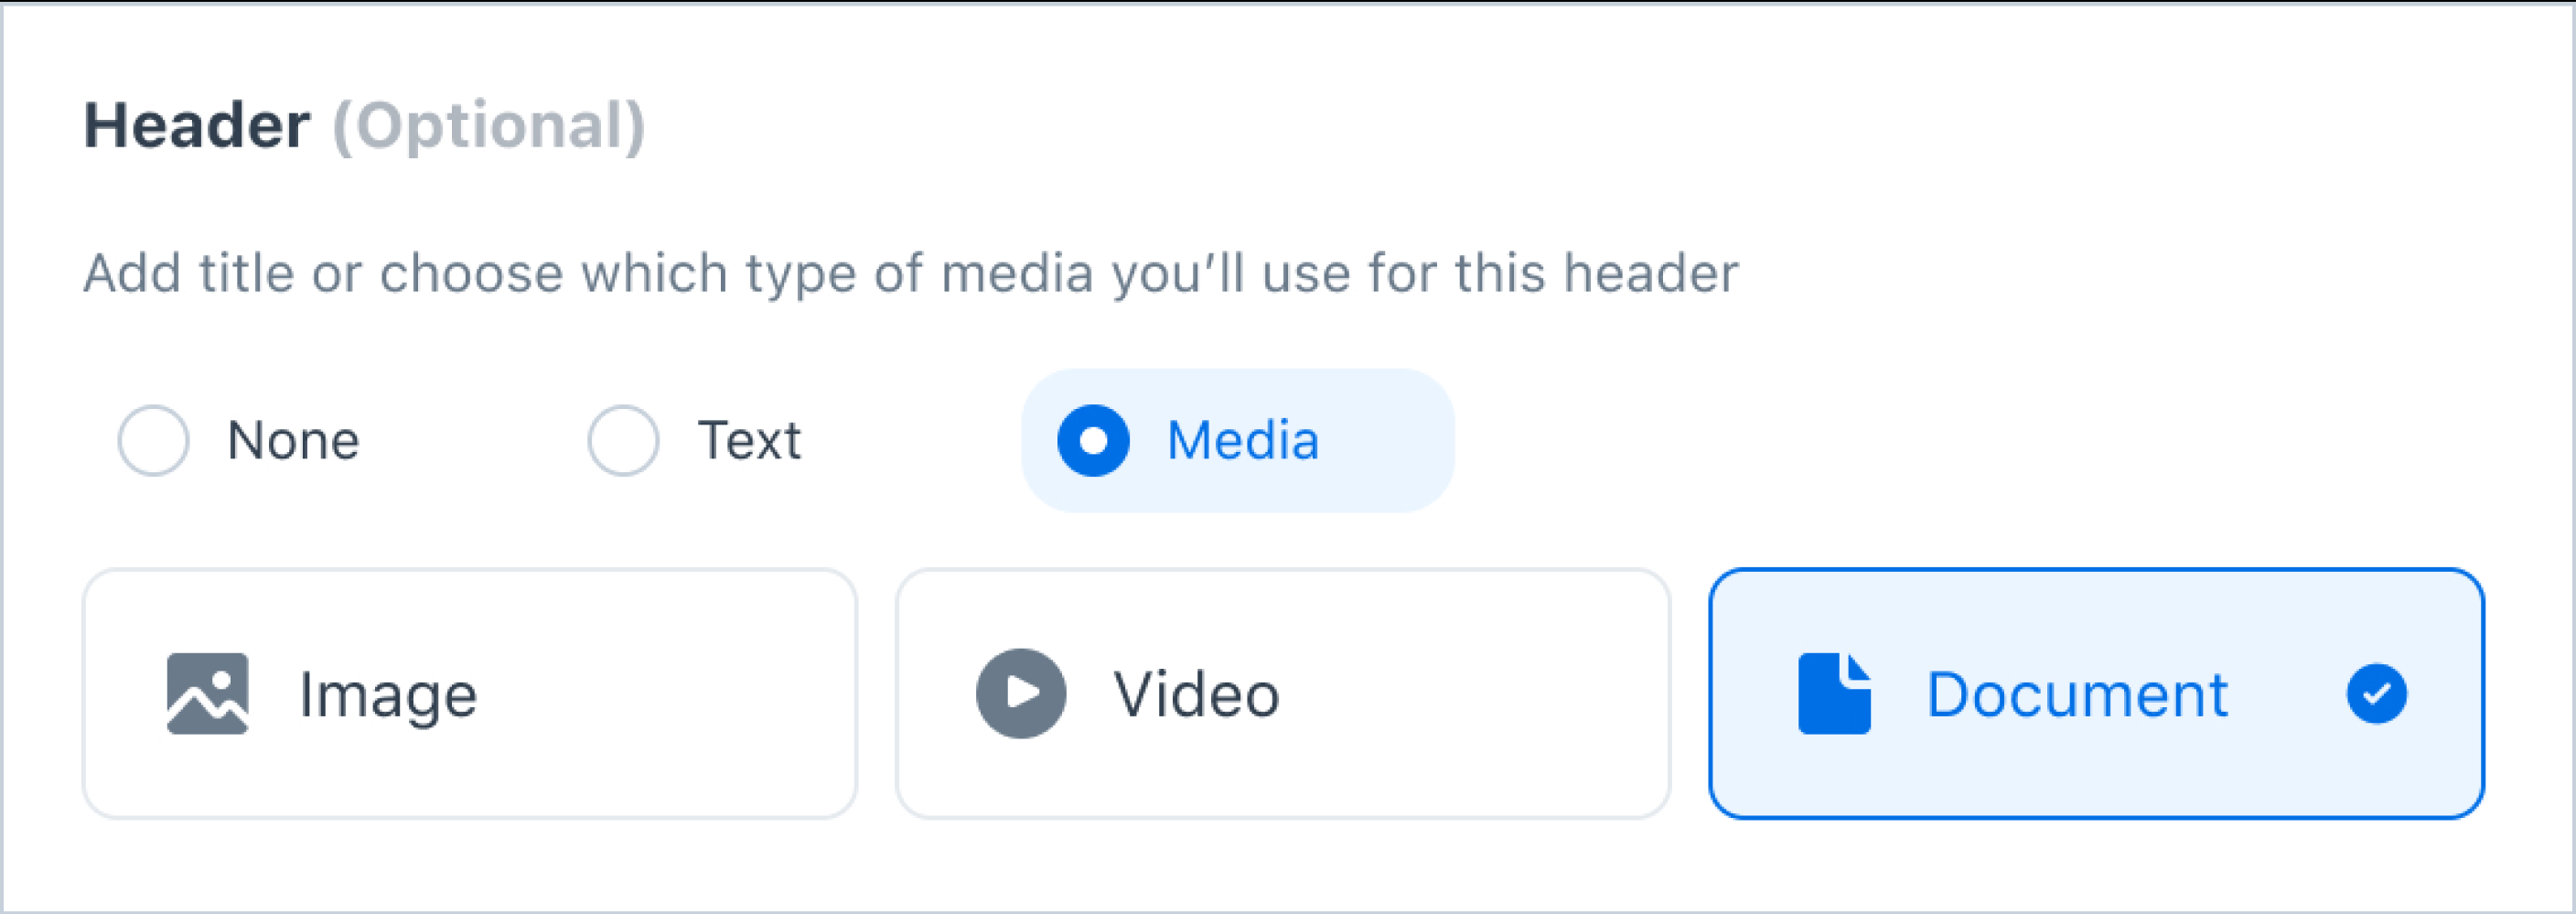 Header (Optional)
Add title or choose which type of media you’ll use for this header
None Text Media
Image Video Document